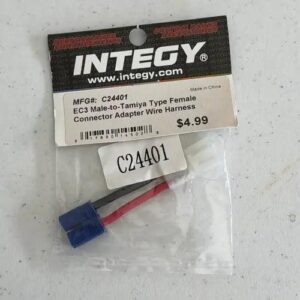 INTEGY®
www.integy.com
Made in China
MFG#: C24401
EC3 Male-to-Tamiya Type Female
Connector Adapter Wire Harness
$4.99
C24401